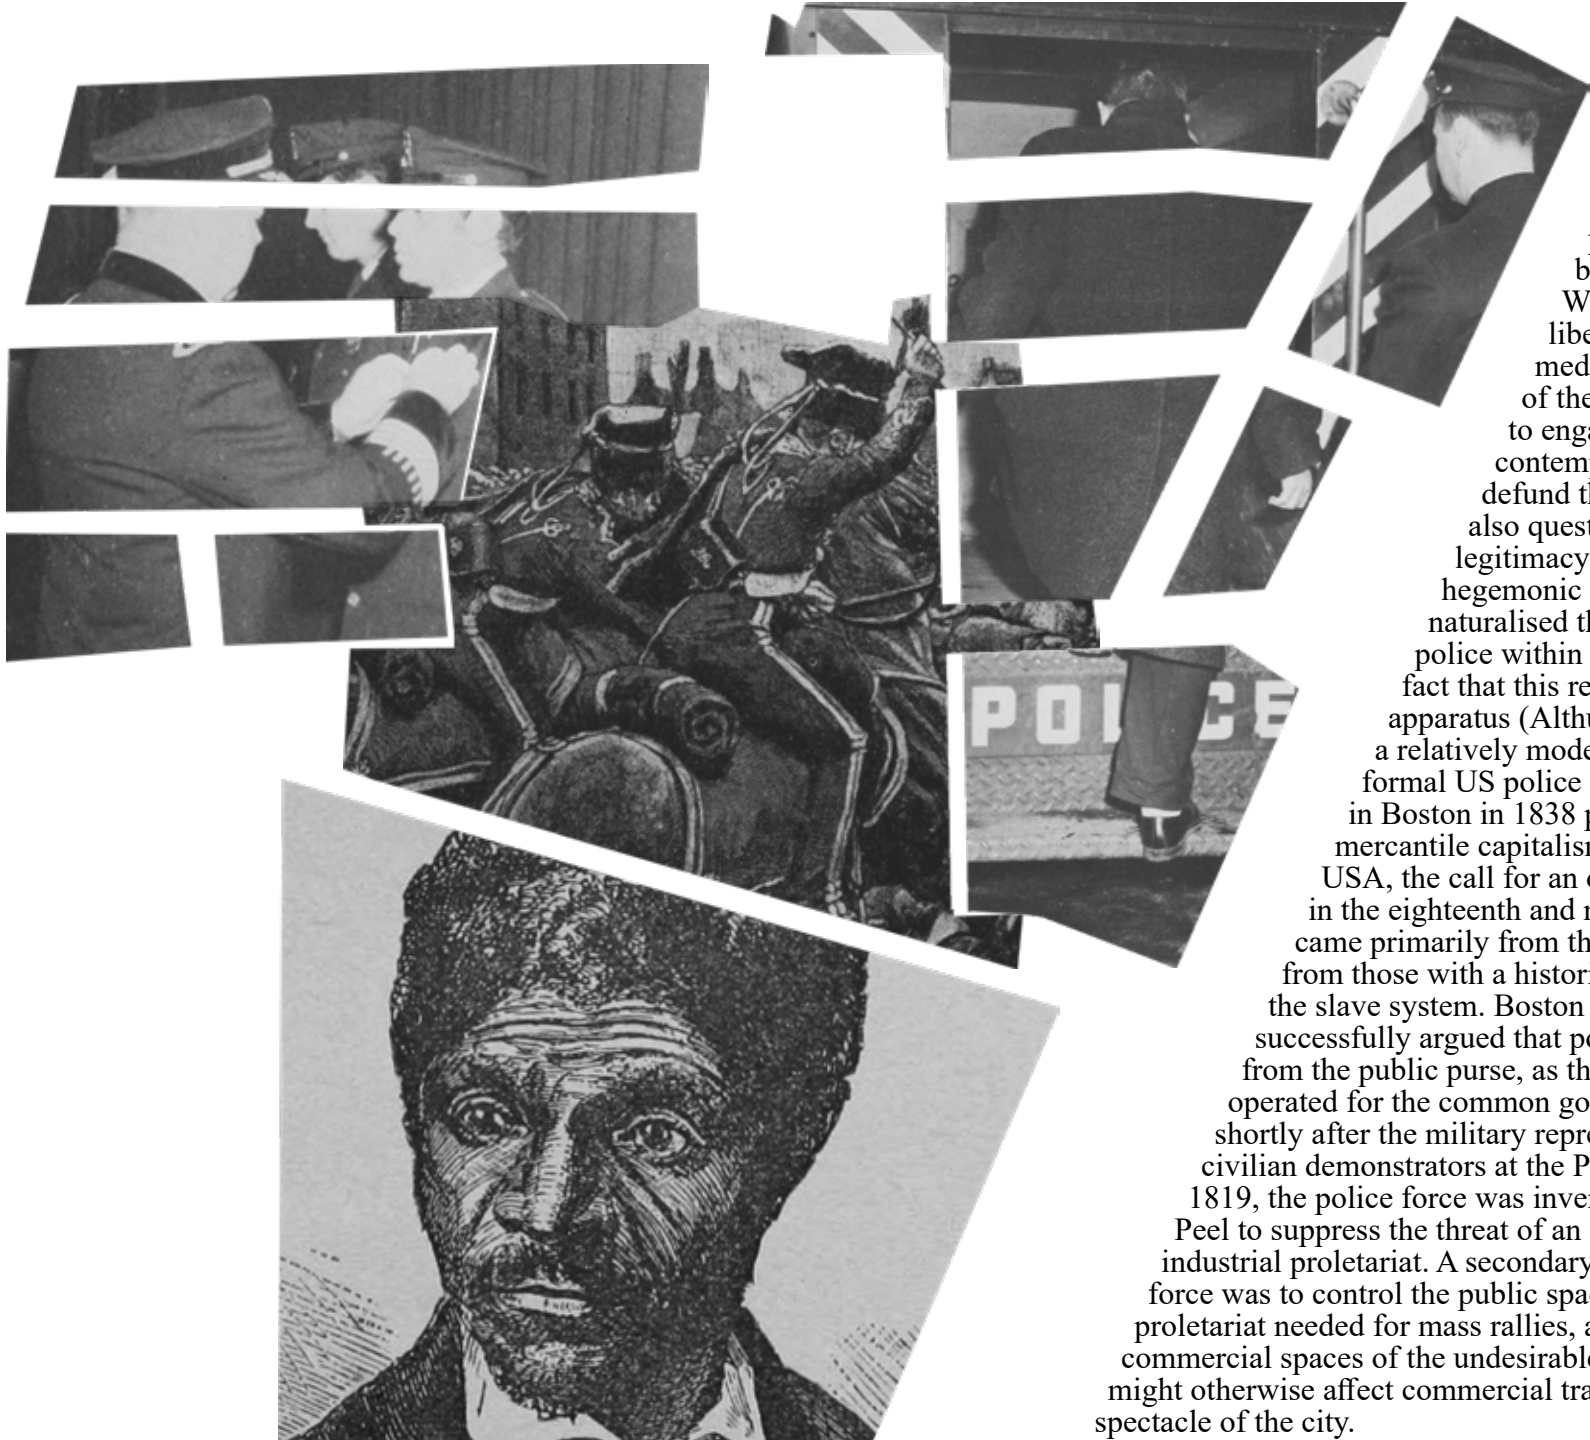 POLICE
b
W
libe
med
of the
to enga
contem
defund t
also quest
legitimacy
hegemonic
naturalised th
police within
fact that this re
apparatus (Althu
a relatively mode
formal US police
in Boston in 1838 p
mercantile capitalisn
USA, the call for an o
in the eighteenth and n
came primarily from th
from those with a histori
the slave system. Boston
successfully argued that po
from the public purse, as th
operated for the common go
shortly after the military repre
civilian demonstrators at the P
1819, the police force was inve
Peel to suppress the threat of an
industrial proletariat. A secondary
force was to control the public spa
proletariat needed for mass rallies, a
commercial spaces of the undesirable
might otherwise affect commercial tra
spectacle of the city.